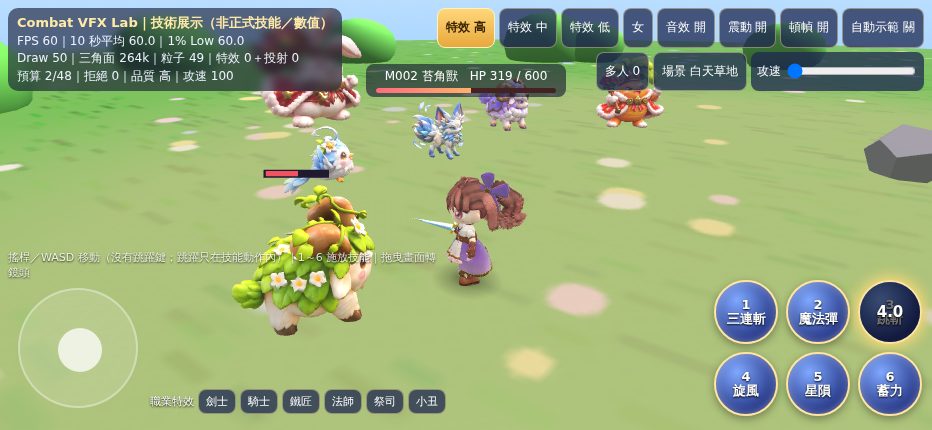 Combat VFX Lab｜技術展示（非正式技能／數值）
FPS 60｜10 秒平均 60.0｜1% Low 60.0
Draw 50｜三角面 264k｜粒子 49｜特效 0＋投射 0
預算 2/48｜拒絕 0｜品質 高｜攻速 100
特效 高
特效 中
特效 低
女
音效 開
震動 開
頓幀 開
自動示範 關
多人 0
場景 白天草地
攻速
M002 苔角獸 HP 319 / 600
搖桿／WASD 移動（沒有跳躍鍵；跳躍只在技能動作內）｜1～6 施放技能｜拖曳畫面轉
鏡頭
1
三連斬
2
魔法彈
3
跳斬
4.0
4
旋風
5
星隕
6
蓄力
職業特效
劍士
騎士
鐵匠
法師
祭司
小丑